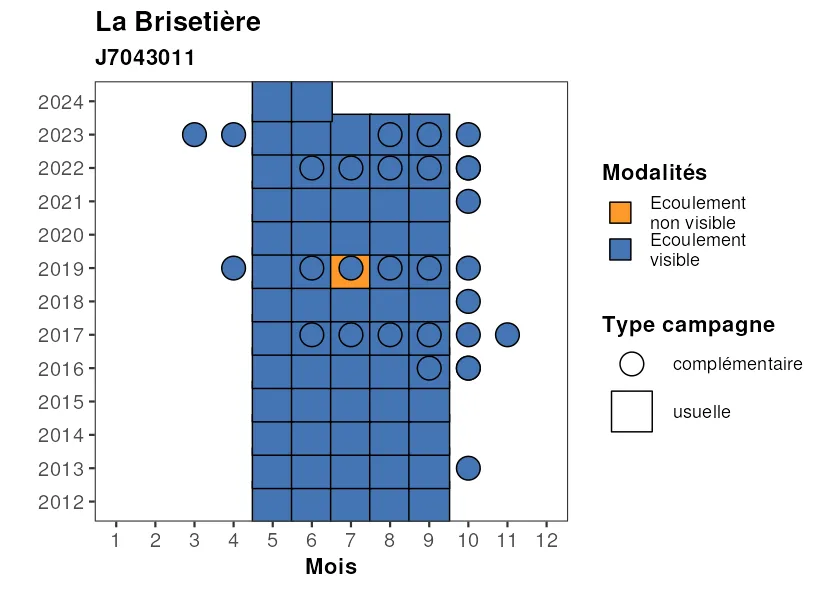 La Brisetière
J7043011
2024
2023
2022
2021
2020
2019
2018
2017
2016
2015
2014
2013
2012
1 2 3 4 5 6 7 8 9 10 11 12
Mois
Modalités
Ecoulement
non visible
Ecoulement
visible
Type campagne
complémentaire
usuelle